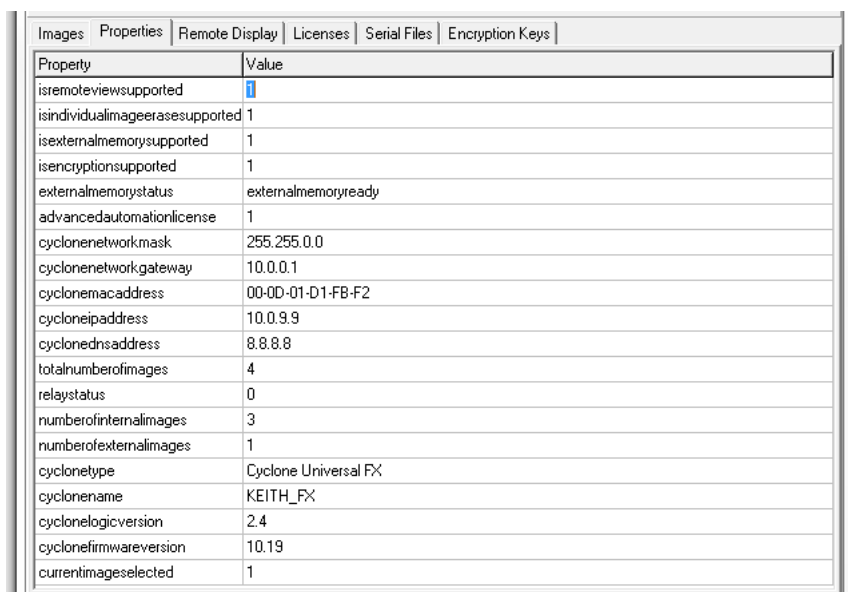 Images Properties Remote Display Licenses Serial Files Encryption Keys
Property Value
isremoteviewsupported 1
isindividualimageerasesupported 1
isexternalmemorysupported 1
isencryptionsupported 1
externalmemorystatus externalmemoryready
advancedautomationlicense 1
cyclonenetworkmask 255.255.0.0
cyclonenetworkgateway 10.0.0.1
cyclonemacaddress 00-0D-01-D1-FB-F2
cycloneipaddress 10.0.9.9
cyclonednsaddress 8.8.8.8
totalnumberofimages 4
relaystatus 0
numberofinternalimages 3
numberofexternalimages 1
cyclonetype Cyclone Universal FX
cyclonename KEITH_FX
cyclonelogicversion 2.4
cyclonefirmwareversion 10.19
currentimageselected 1